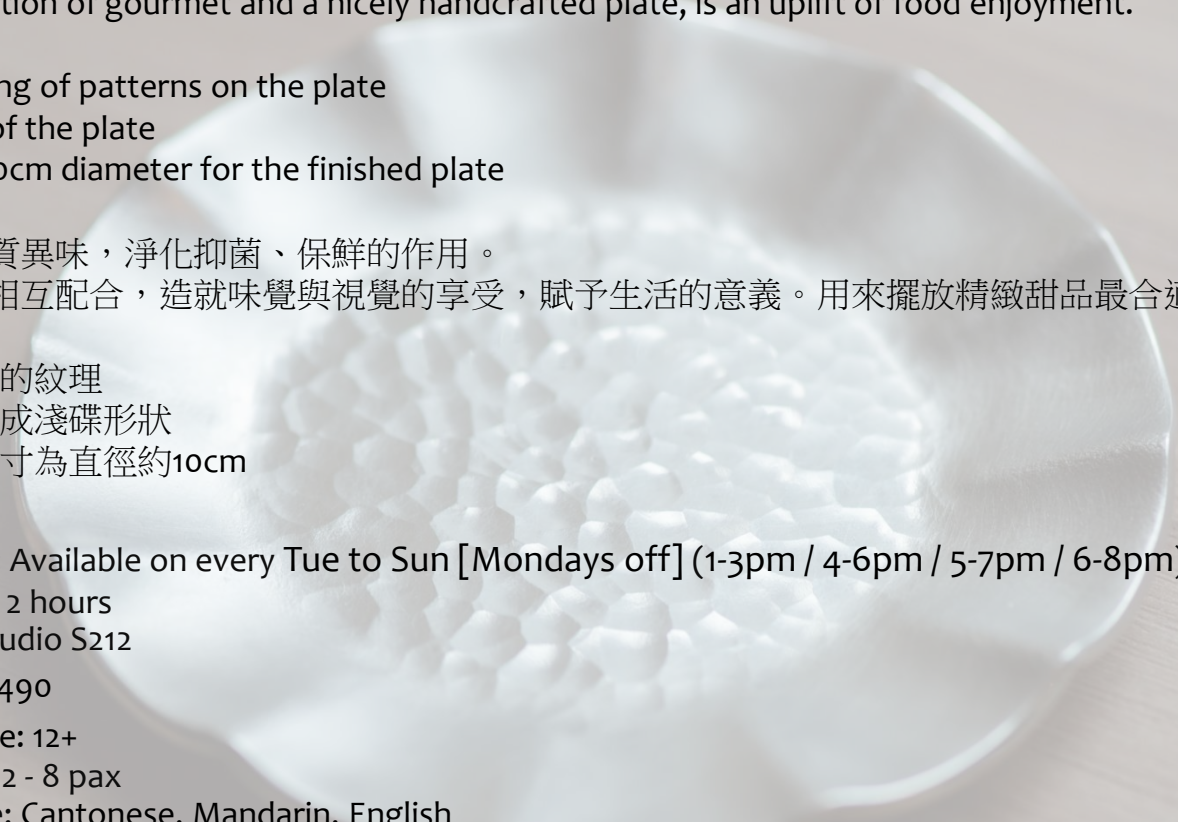 tion of gourmet and a nicely handcrafted plate, is an uplift of food enjoyment.
ng of patterns on the plate
of the plate
0cm diameter for the finished plate
質異味，淨化抑菌、保鮮的作用。
相互配合，造就味覺與視覺的享受，賦予生活的意義。用來擺放精緻甜品最合適
的紋理
成淺碟形狀
寸為直徑約10cm
Available on every Tue to Sun [Mondays off] (1-3pm / 4-6pm / 5-7pm / 6-8pm)
2 hours
udio S212
490
e: 12+
2 - 8 pax
e: Cantonese, Mandarin, English